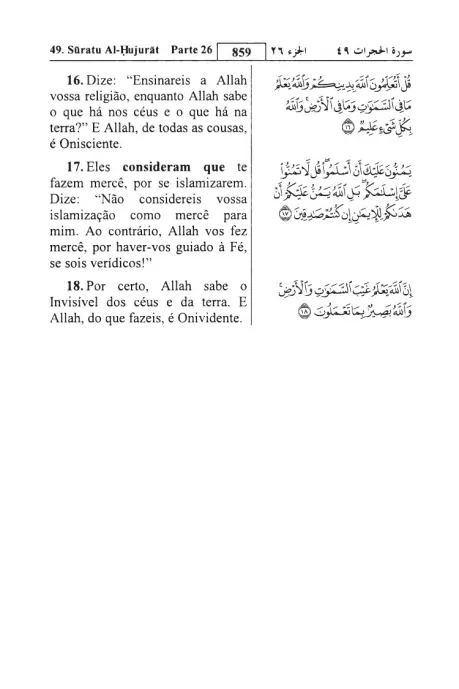 49. Sūratu Al-Ḥujurāt Parte 26 859 الجزء ٢٦ سورة الحجرات ٤٩
16. Dize: “Ensinareis a Allah
vossa religião, enquanto Allah sabe
o que há nos céus e o que há na
terra?” E Allah, de todas as cousas,
é Onisciente.
قُلْ أَتُعَلِّمُونَ ٱللَّهَ بِدِينِكُمْ وَٱللَّهُ يَعْلَمُ
مَا فِى ٱلسَّمَٰوَٰتِ وَمَا فِى ٱلْأَرْضِ وَٱللَّهُ
بِكُلِّ شَىْءٍ عَلِيمٌ ﴿١٦﴾
17. Eles consideram que te
fazem mercê, por se islamizarem.
Dize: “Não considereis vossa
islamização como mercê para
mim. Ao contrário, Allah vos fez
mercê, por haver-vos guiado à Fé,
se sois verídicos!”
يَمُنُّونَ عَلَيْكَ أَنْ أَسْلَمُوا۟ قُل لَّا تَمُنُّوا۟
عَلَىَّ إِسْلَٰمَكُم بَلِ ٱللَّهُ يَمُنُّ عَلَيْكُمْ أَنْ
هَدَىٰكُمْ لِلْإِيمَٰنِ إِن كُنتُمْ صَٰدِقِينَ ﴿١٧﴾
18. Por certo, Allah sabe o
Invisível dos céus e da terra. E
Allah, do que fazeis, é Onividente.
إِنَّ ٱللَّهَ يَعْلَمُ غَيْبَ ٱلسَّمَٰوَٰتِ وَٱلْأَرْضِ
وَٱللَّهُ بَصِيرٌۢ بِمَا تَعْمَلُونَ ﴿١٨﴾